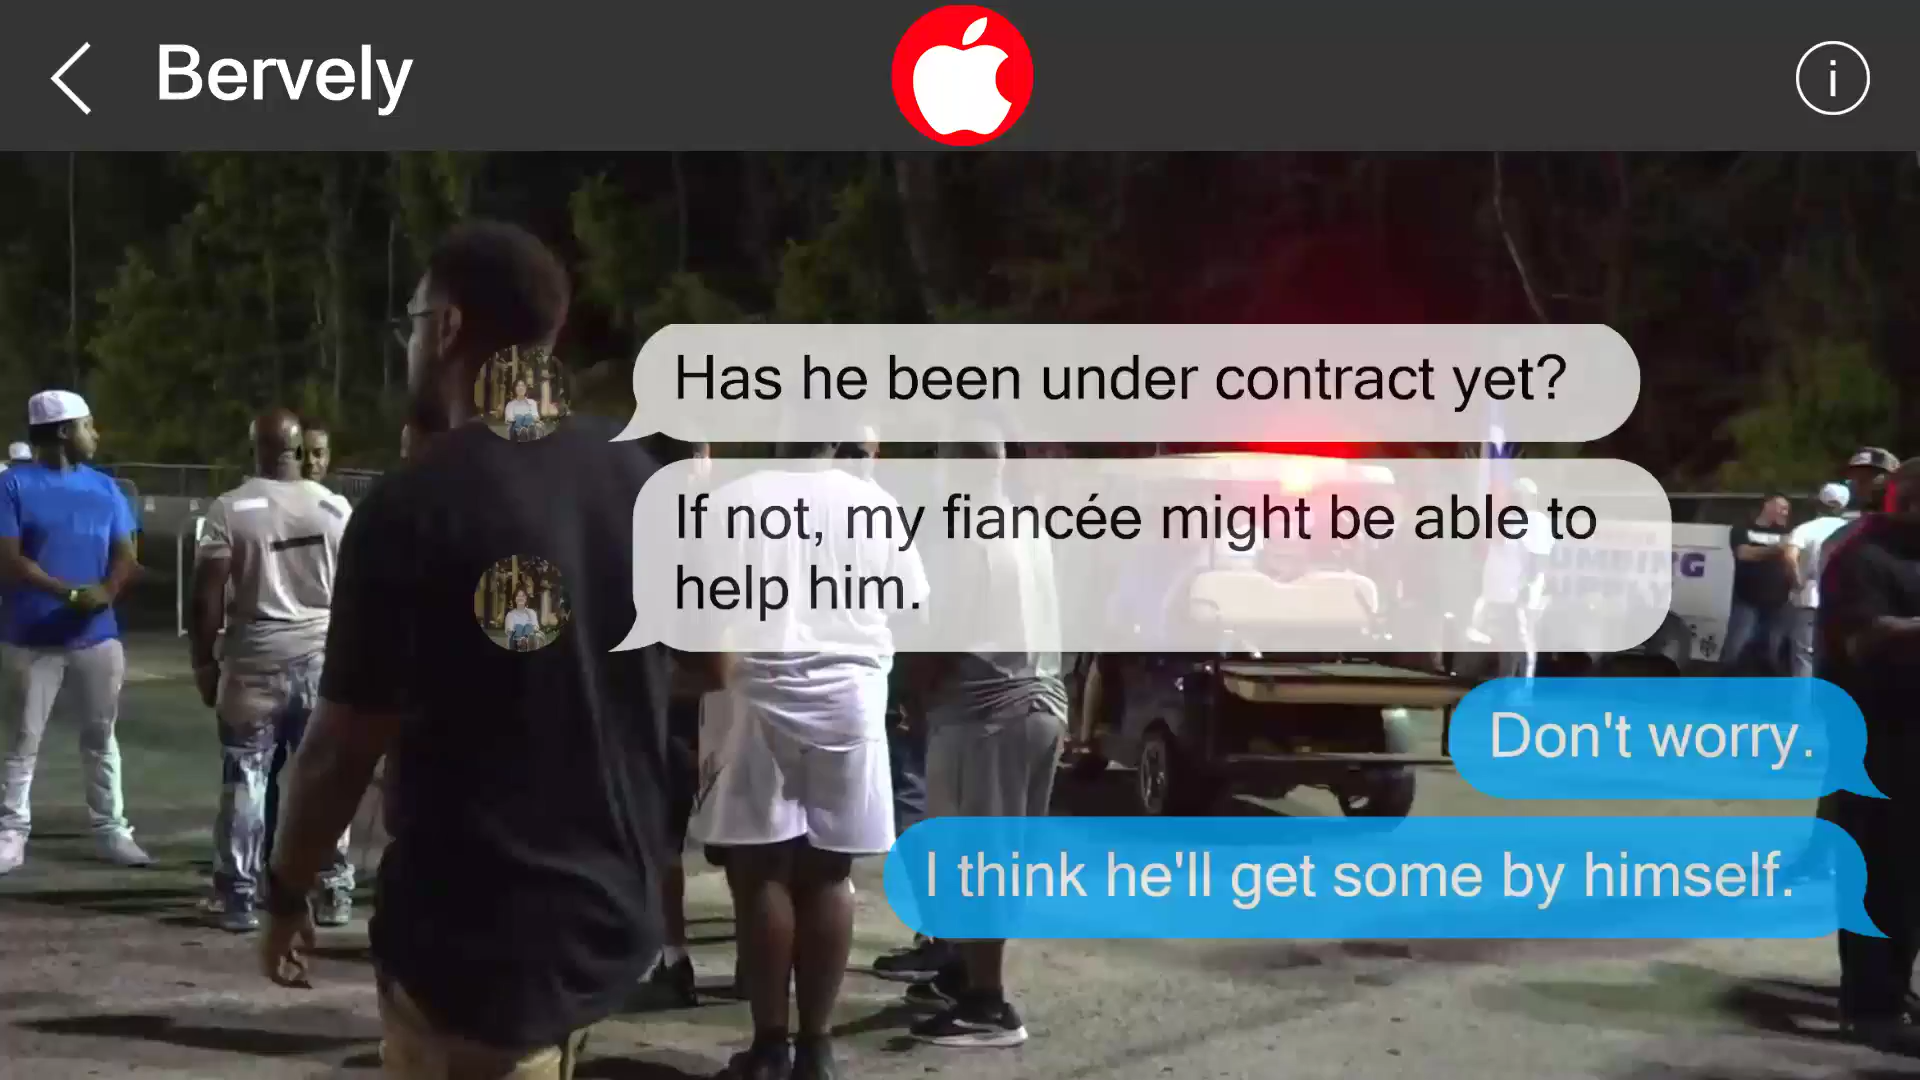 Bervely
Has he been under contract yet?
If not, my fiancée might be able to
help him.
Don't worry.
I think he'll get some by himself.